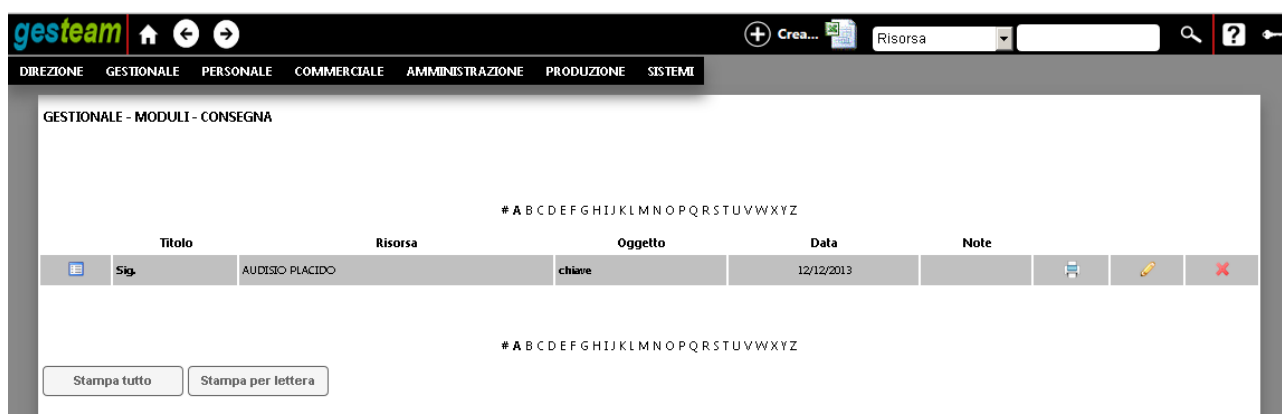 gesteam Crea... Risorsa ?
DIREZIONE GESTIONALE PERSONALE COMMERCIALE AMMINISTRAZIONE PRODUZIONE SISTEMI
GESTIONALE - MODULI - CONSEGNA
# A B C D E F G H I J K L M N O P Q R S T U V W X Y Z
Titolo Risorsa Oggetto Data Note
Sig. AUDISIO PLACIDO chiave 12/12/2013
# A B C D E F G H I J K L M N O P Q R S T U V W X Y Z
Stampa tutto Stampa per lettera